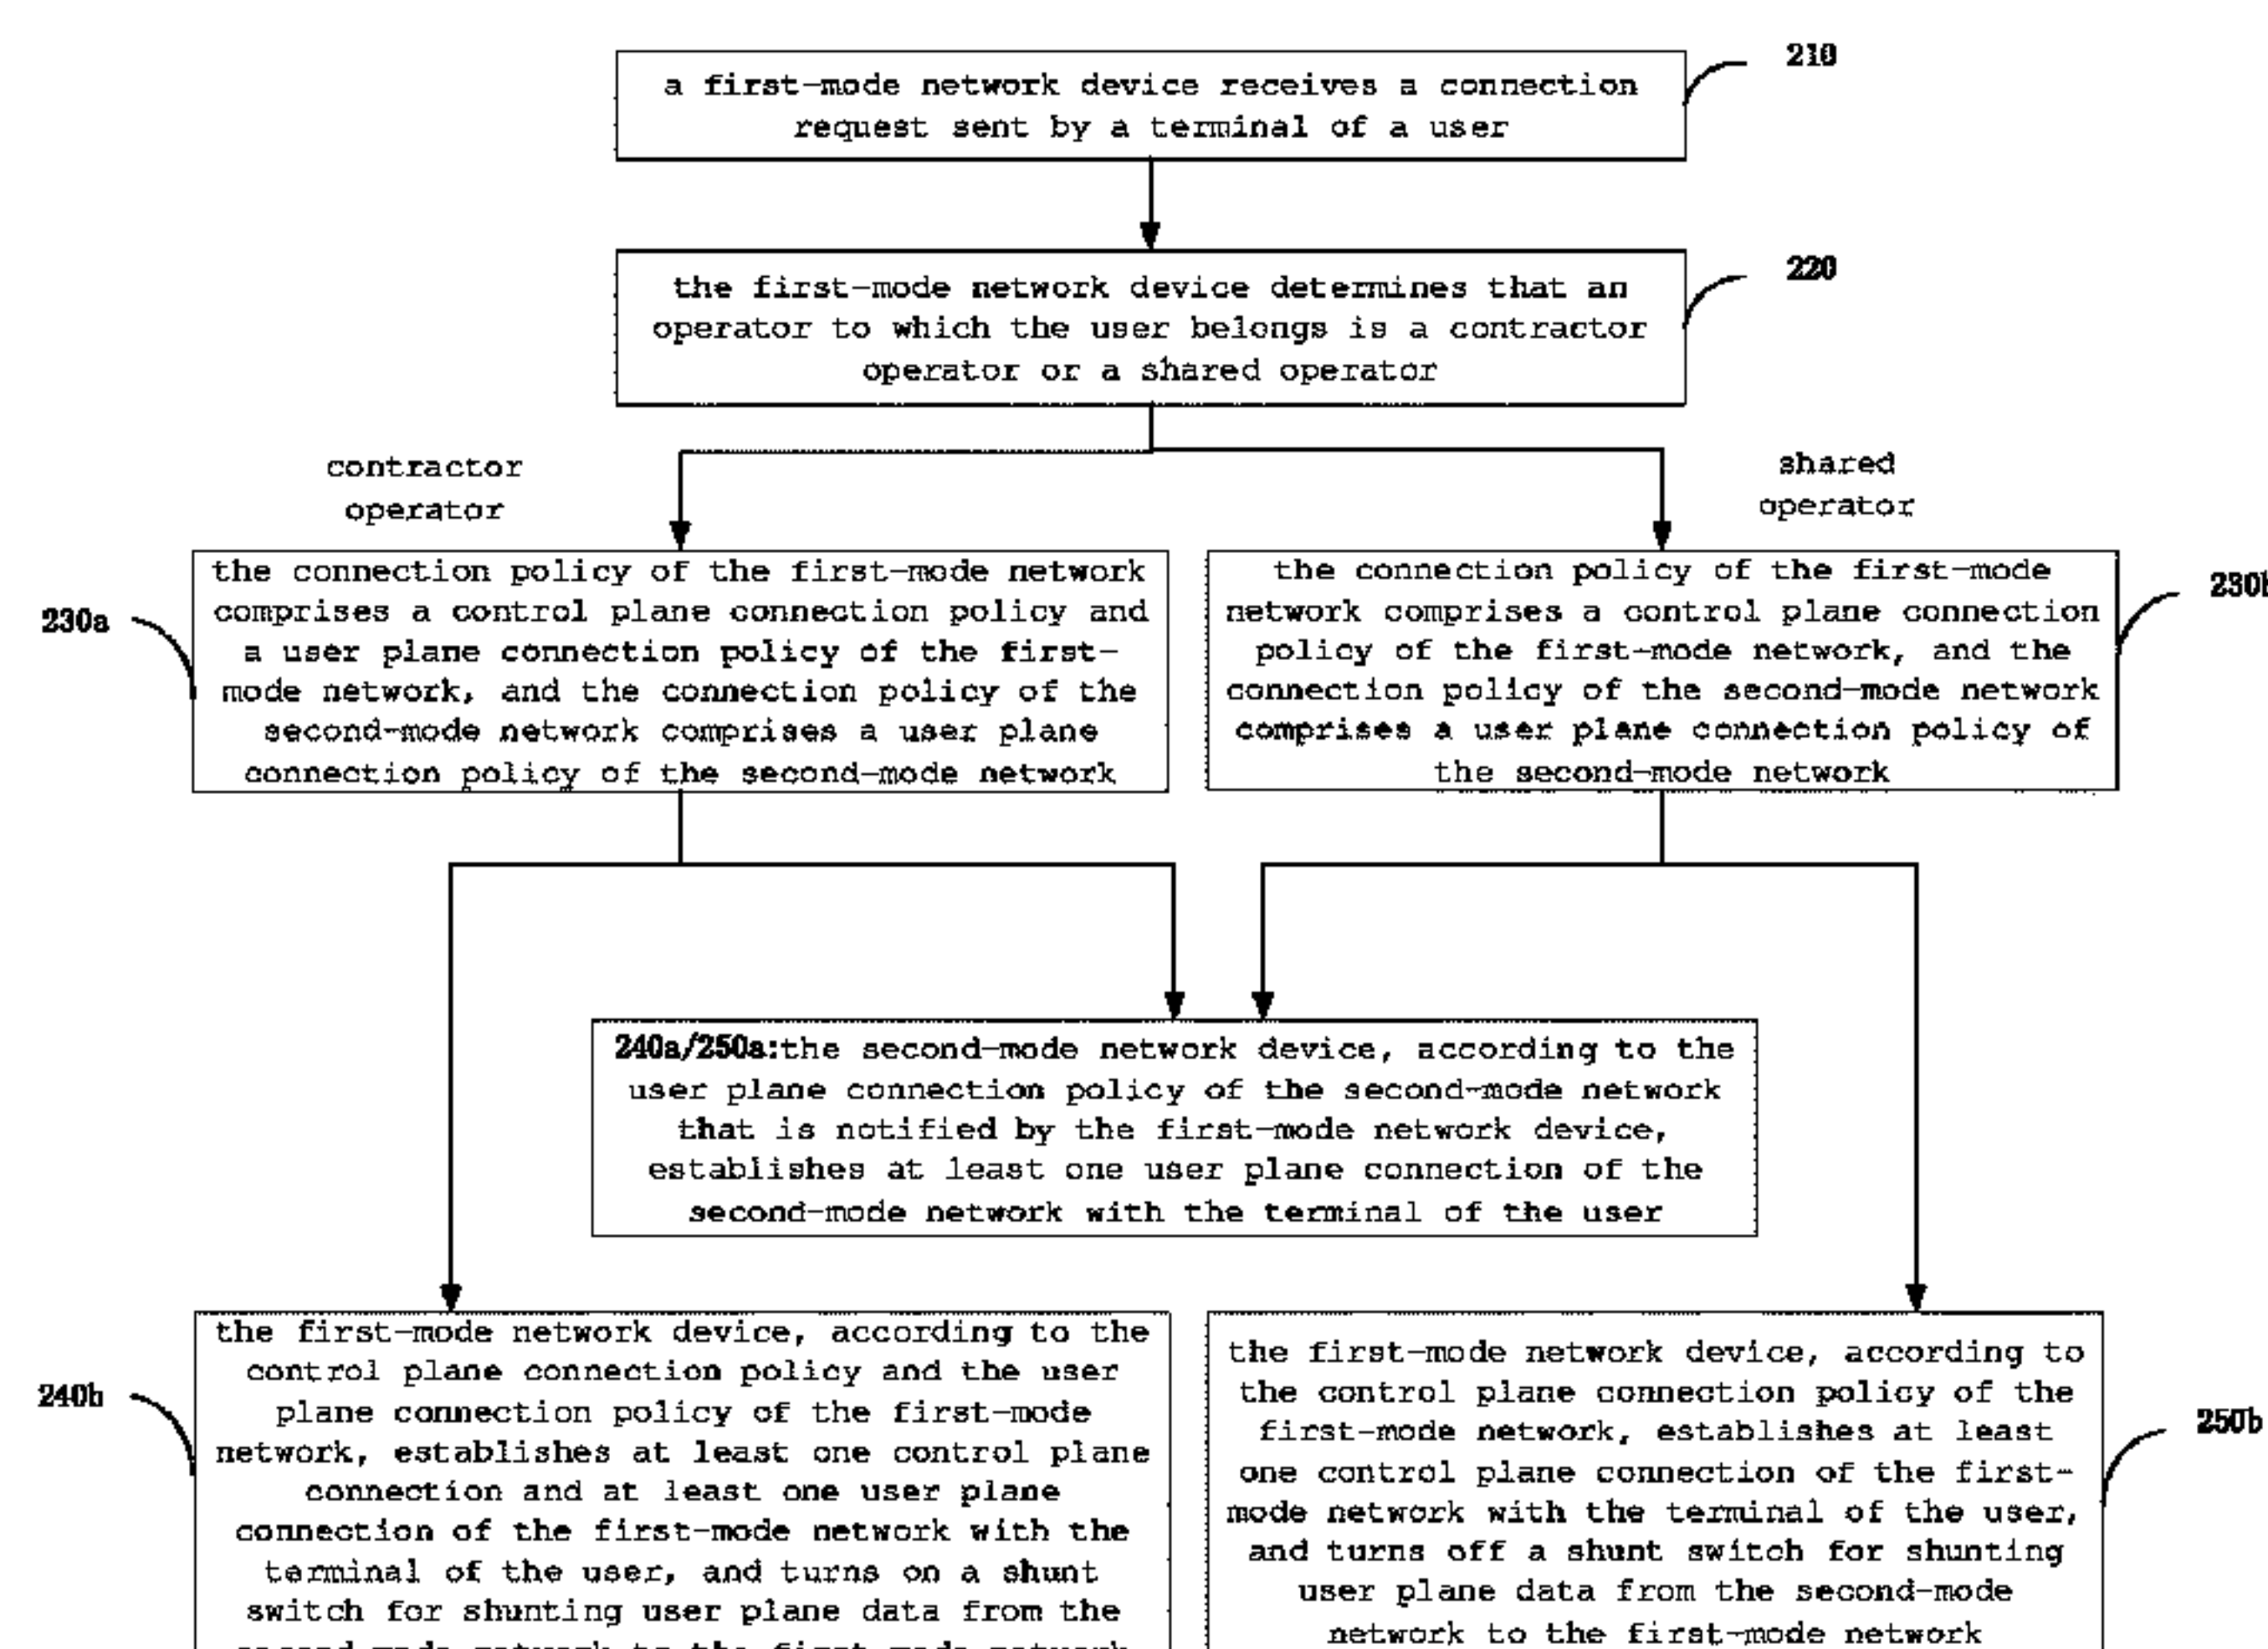 210
a first-mode network device receives a connection
request sent by a terminal of a user
220
the first-mode network device determines that an
operator to which the user belongs is a contractor
operator or a shared operator
contractor
operator
shared
operator
230a
the connection policy of the first-mode network
comprises a control plane connection policy and
a user plane connection policy of the first-
mode network, and the connection policy of the
second-mode network comprises a user plane
connection policy of the second-mode network
the connection policy of the first-mode
network comprises a control plane connection
policy of the first-mode network, and the
connection policy of the second-mode network
comprises a user plane connection policy of
the second-mode network
240a/250a:the second-mode network device, according to the
user plane connection policy of the second-mode network
that is notified by the first-mode network device,
establishes at least one user plane connection of the
second-mode network with the terminal of the user
240b
the first-mode network device, according to the
control plane connection policy and the user
plane connection policy of the first-mode
network, establishes at least one control plane
connection and at least one user plane
connection of the first-mode network with the
terminal of the user, and turns on a shunt
switch for shunting user plane data from the
the first-mode network device, according to
the control plane connection policy of the
first-mode network, establishes at least
one control plane connection of the first-
mode network with the terminal of the user,
and turns off a shunt switch for shunting
user plane data from the second-mode
network to the first-mode network
250b